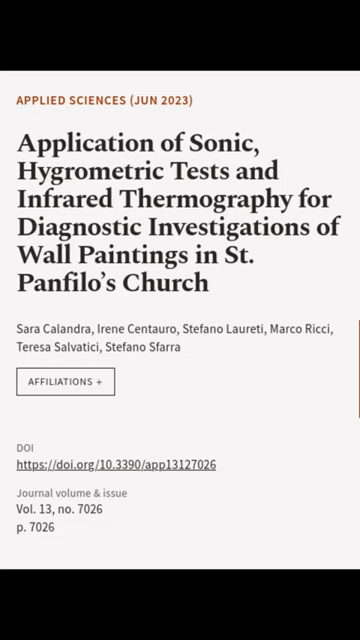 APPLIED SCIENCES (JUN 2023)
Application of Sonic,
Hygrometric Tests and
Infrared Thermography for
Diagnostic Investigations of
Wall Paintings in St.
Panfilo’s Church
Sara Calandra, Irene Centauro, Stefano Laureti, Marco Ricci,
Teresa Salvatici, Stefano Sfarra
AFFILIATIONS +
DOI
https://doi.org/10.3390/app13127026
Journal volume & issue
Vol. 13, no. 7026
p. 7026